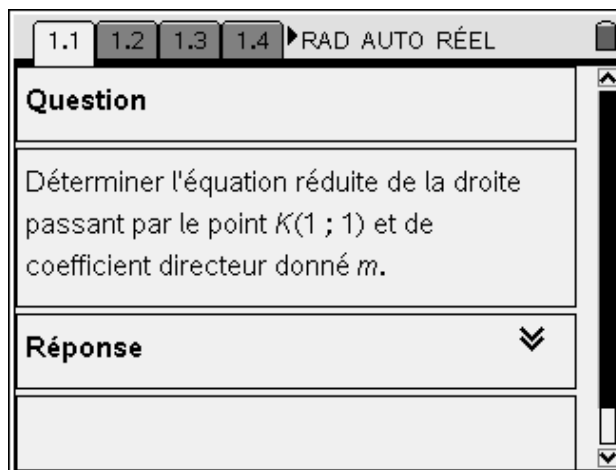 1.1 1.2 1.3 1.4 RAD AUTO RÉEL
Question
Déterminer l'équation réduite de la droite
passant par le point K(1 ; 1) et de
coefficient directeur donné m.
Réponse